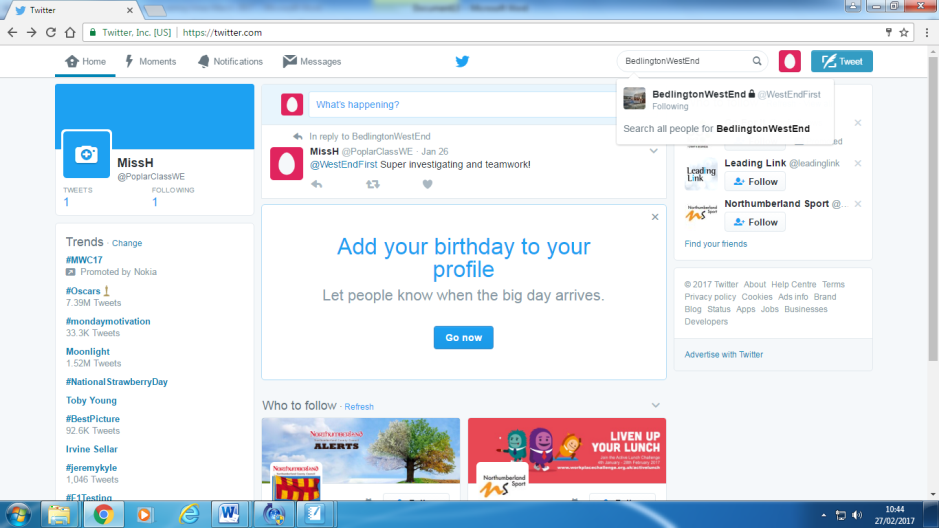 Twitter
Twitter, Inc. [US] | https://twitter.com
Home
Moments
Notifications
Messages
BedlingtonWestEnd
Tweet
BedlingtonWestEnd @WestEndFirst
Following
Search all people for BedlingtonWestEnd
MissH
@PoplarClassWE
TWEETS
FOLLOWING
1
1
Trends · Change
#MWC17
Promoted by Nokia
#Oscars
7.39M Tweets
#mondaymotivation
33.3K Tweets
Moonlight
1.52M Tweets
#NationalStrawberryDay
Toby Young
#BestPicture
92.6K Tweets
Irvine Sellar
#jeremykyle
1,046 Tweets
#F1Testing
What's happening?
In reply to BedlingtonWestEnd
MissH @PoplarClassWE · Jan 26
@WestEndFirst Super investigating and teamwork!
Add your birthday to your
profile
Let people know when the big day arrives.
Go now
Who to follow · Refresh
Northumberland
ALERTS
Northumberland
LIVEN UP
YOUR LUNCH
Northumberland
Sport
Leading Link @leadinglink
Leading
Link
Follow
Northumberland Sport @...
Follow
Find your friends
© 2017 Twitter About Help Centre Terms
Privacy policy Cookies Ads info Brand
Blog Status Apps Jobs Businesses
Developers
Advertise with Twitter
10:44
27/02/2017